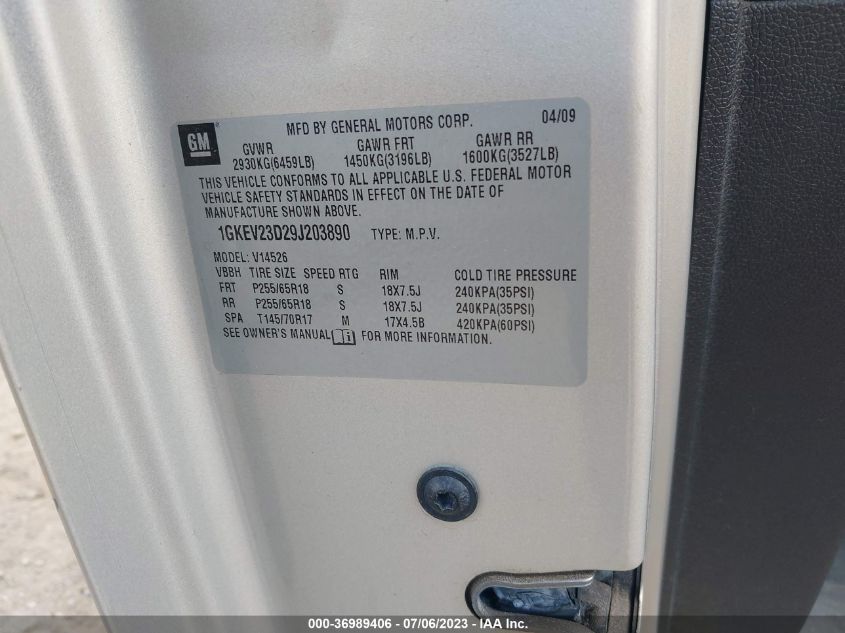 GM
MFD BY GENERAL MOTORS CORP. 04/09
GVWR GAWR FRT GAWR RR
2930KG(6459LB) 1450KG(3196LB) 1600KG(3527LB)
THIS VEHICLE CONFORMS TO ALL APPLICABLE U.S. FEDERAL MOTOR
VEHICLE SAFETY STANDARDS IN EFFECT ON THE DATE OF
MANUFACTURE SHOWN ABOVE.
1GKEV23D29J203890 TYPE: M.P.V.
MODEL: V14526
VBBH TIRE SIZE SPEED RTG RIM COLD TIRE PRESSURE
FRT P255/65R18 S 18X7.5J 240KPA(35PSI)
RR P255/65R18 S 18X7.5J 240KPA(35PSI)
SPA T145/70R17 M 17X4.5B 420KPA(60PSI)
SEE OWNER'S MANUAL i FOR MORE INFORMATION.
000-36989406 - 07/06/2023 - IAA Inc.